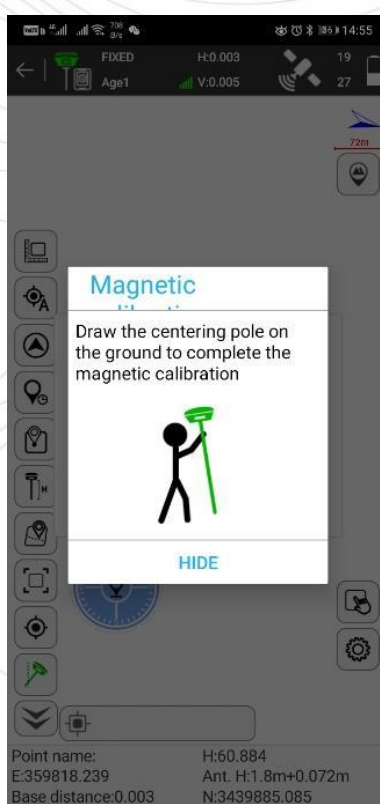 708
B/s
36
14:55
FIXED
H:0.003
19
Age1
V:0.005
27
72m
A
Magnetic
Draw the centering pole on
the ground to complete the
magnetic calibration
H
HIDE
Point name:
H:60.884
E:359818.239
Ant. H:1.8m+0.072m
Base distance:0.003
N:3439885.085